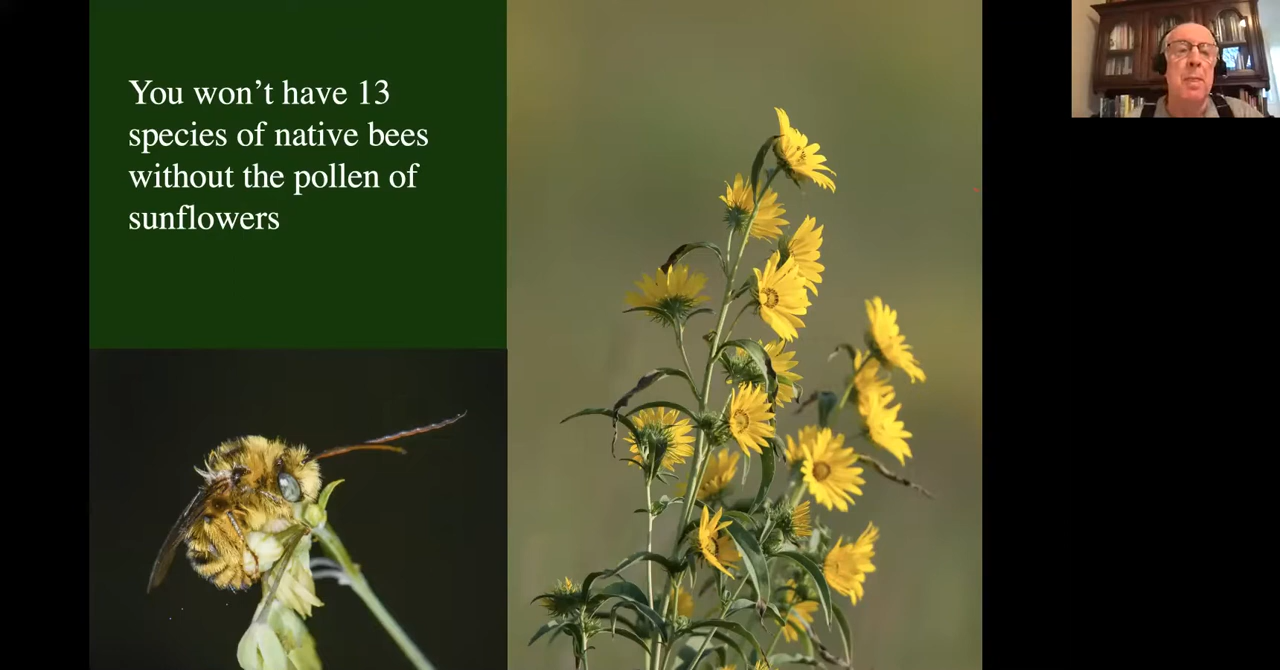 You won’t have 13
species of native bees
without the pollen of
sunflowers